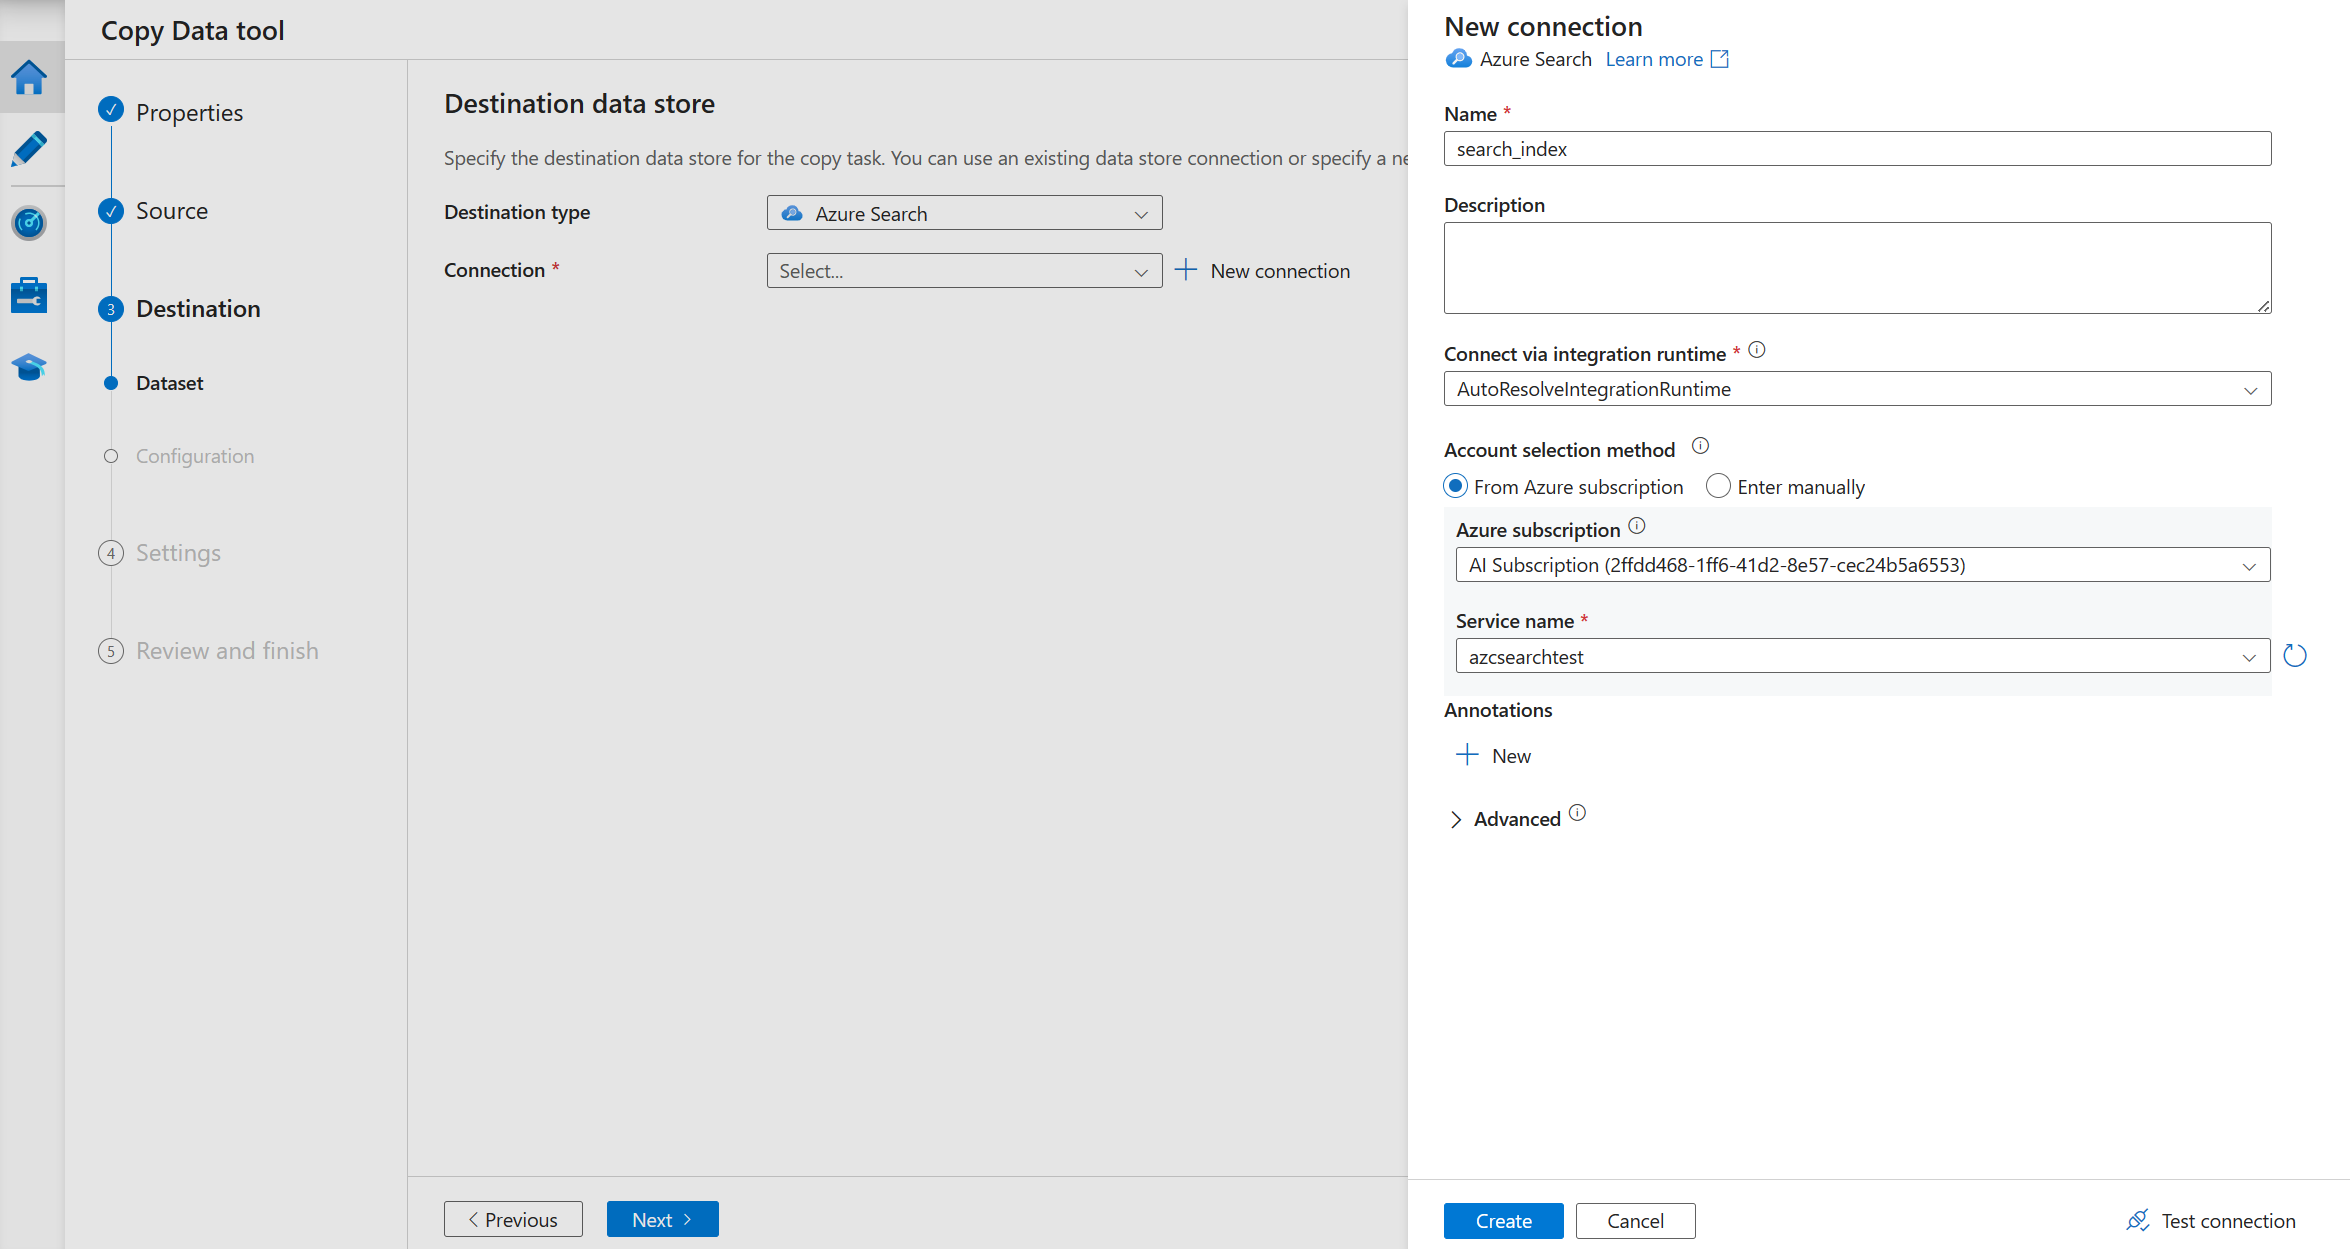 Copy Data tool
Properties
Source
3 Destination
Dataset
Configuration
4 Settings
5 Review and finish
Destination data store
Specify the destination data store for the copy task. You can use an existing data store connection or specify a ne
Destination type
Azure Search
Connection *
Select...
New connection
Previous
Next
New connection
Azure Search Learn more
Name *
search_index
Description
Connect via integration runtime *
AutoResolveIntegrationRuntime
Account selection method
From Azure subscription Enter manually
Azure subscription
AI Subscription (2ffdd468-1ff6-41d2-8e57-cec24b5a6553)
Service name *
azcsearchtest
Annotations
New
Advanced
Create
Cancel
Test connection